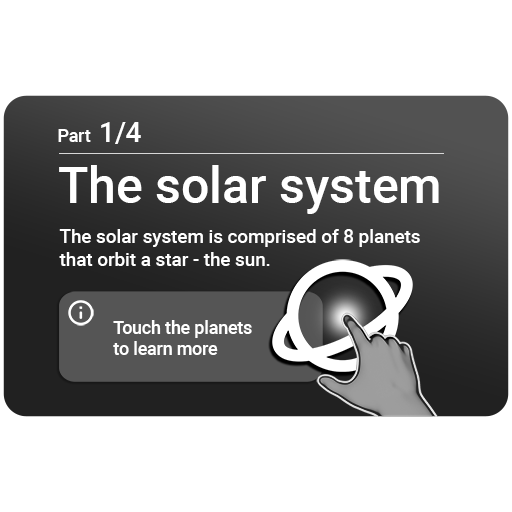 Part 1/4
The solar system
The solar system is comprised of 8 planets
that orbit a star - the sun.
Touch the planets
to learn more